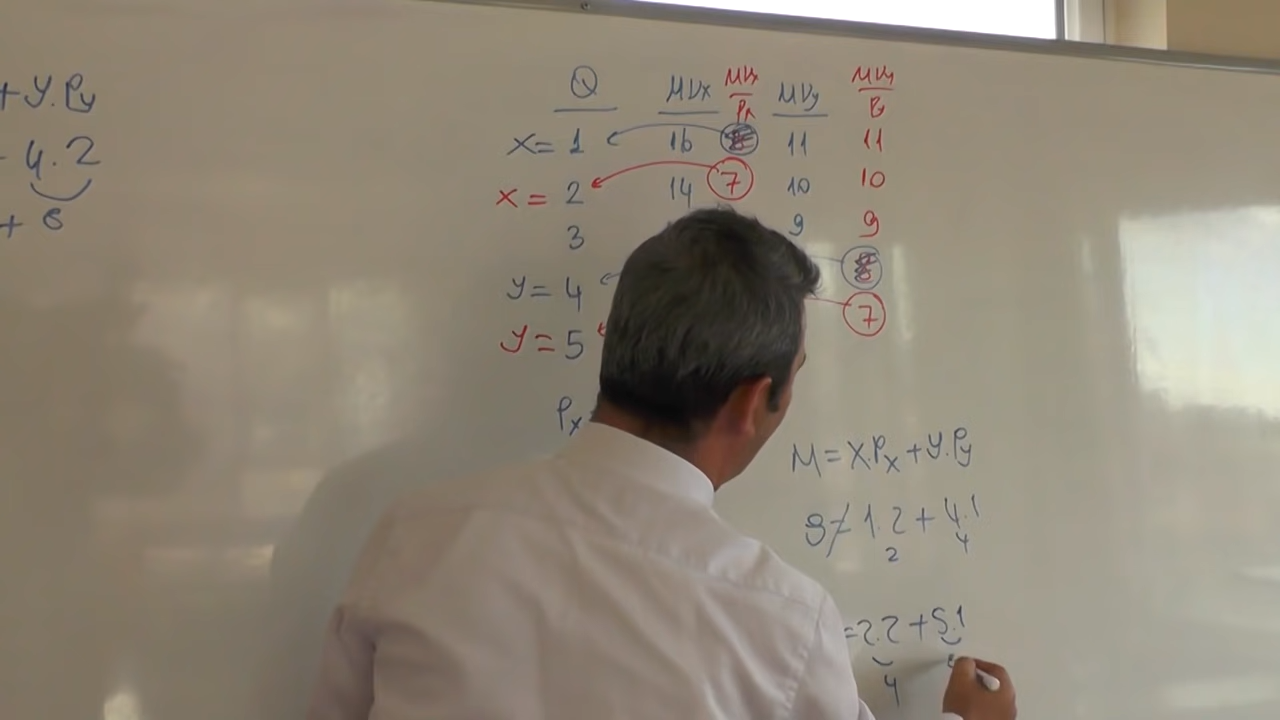 + Y.Py
4.2
+ 8
Q MUx MUx/Px MUy MUy/Py
X = 1 16 8 11 11
X = 2 14 7 10 10
3 9 9
Y = 4 8
Y = 5 7
Px
M = X.Px + Y.Py
9 ≠ 1.2 + 4.1
2 4
= 2.2 + 5.1
4